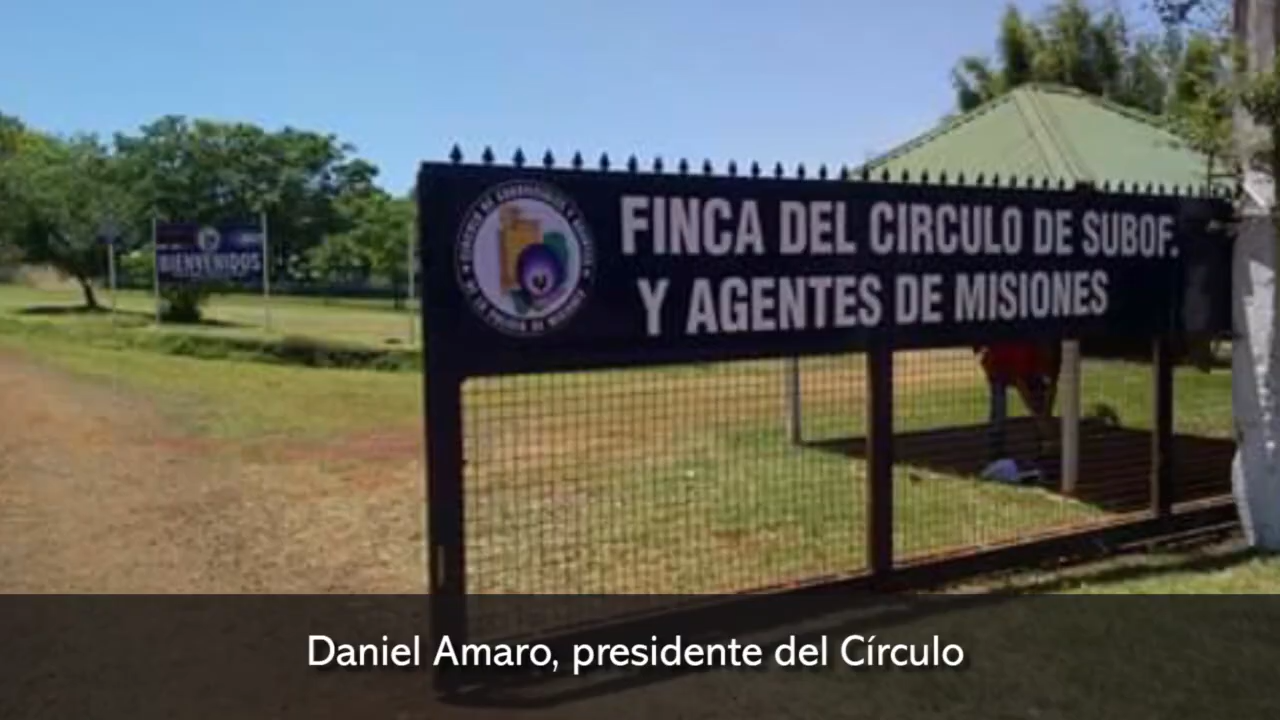 FINCA DEL CIRCULO DE SUBOF.
Y AGENTES DE MISIONES
BIENVENIDOS
Daniel Amaro, presidente del Círculo